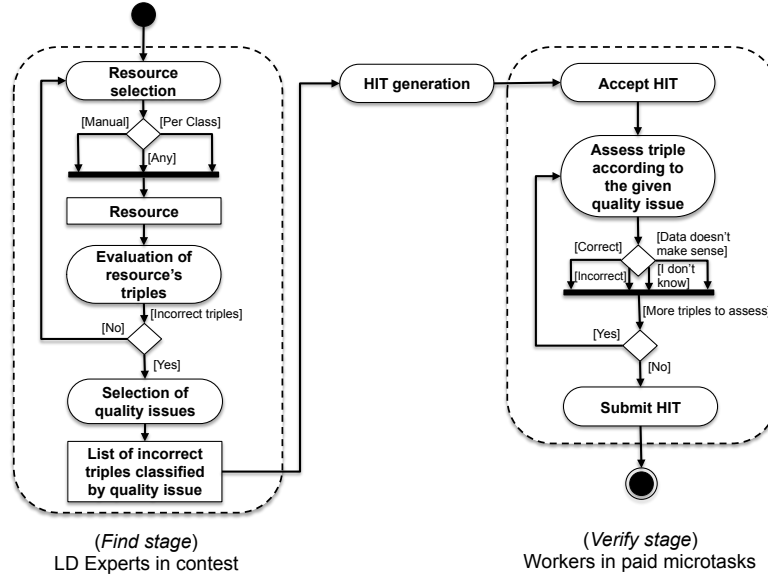 Resource
selection
[Manual]
[Per Class]
[Any]
Resource
Evaluation of
resource's
triples
[Incorrect triples]
[No]
[Yes]
Selection of
quality issues
List of incorrect
triples classified
by quality issue
(Find stage)
LD Experts in contest
HIT generation
Accept HIT
Assess triple
according to
the given
quality issue
[Correct]
[Data doesn't
make sense]
[Incorrect]
[I don't
know]
[More triples to assess]
[Yes]
[No]
Submit HIT
(Verify stage)
Workers in paid microtasks